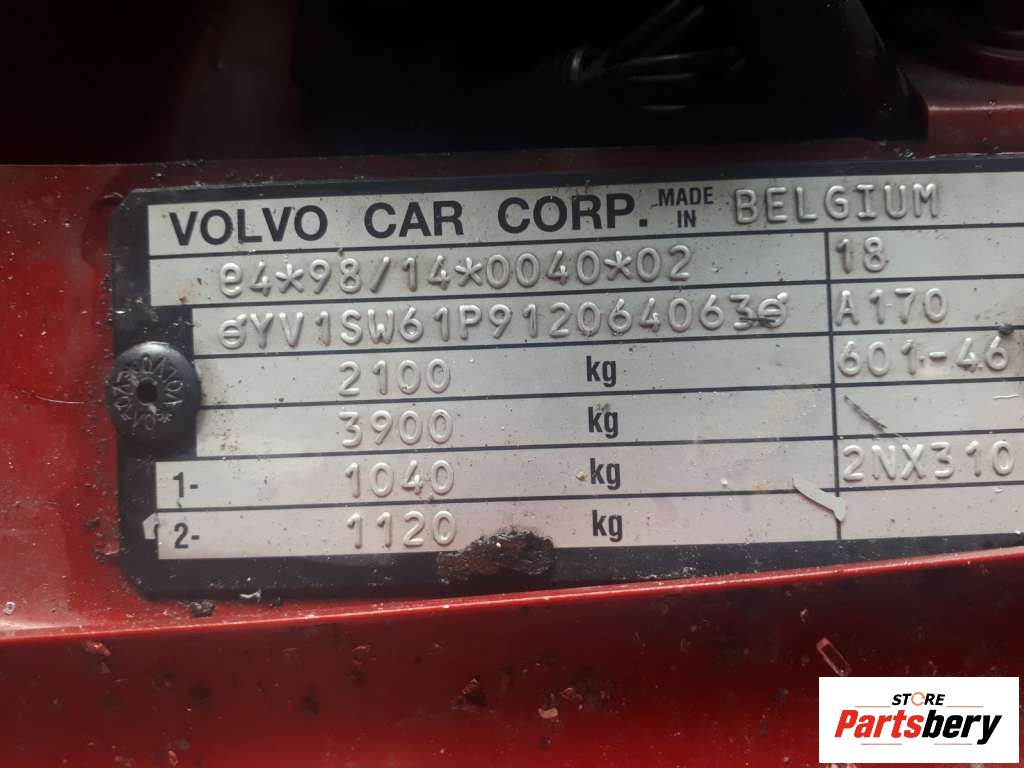 VOLVO CAR CORP. MADE IN BELGIUM
e4*98/14*0040*02 18
YV1SW61P912064063 A170
2100 kg 601-46
3900 kg
1- 1040 kg 2NX310
2- 1120 kg
STORE
Partsbery